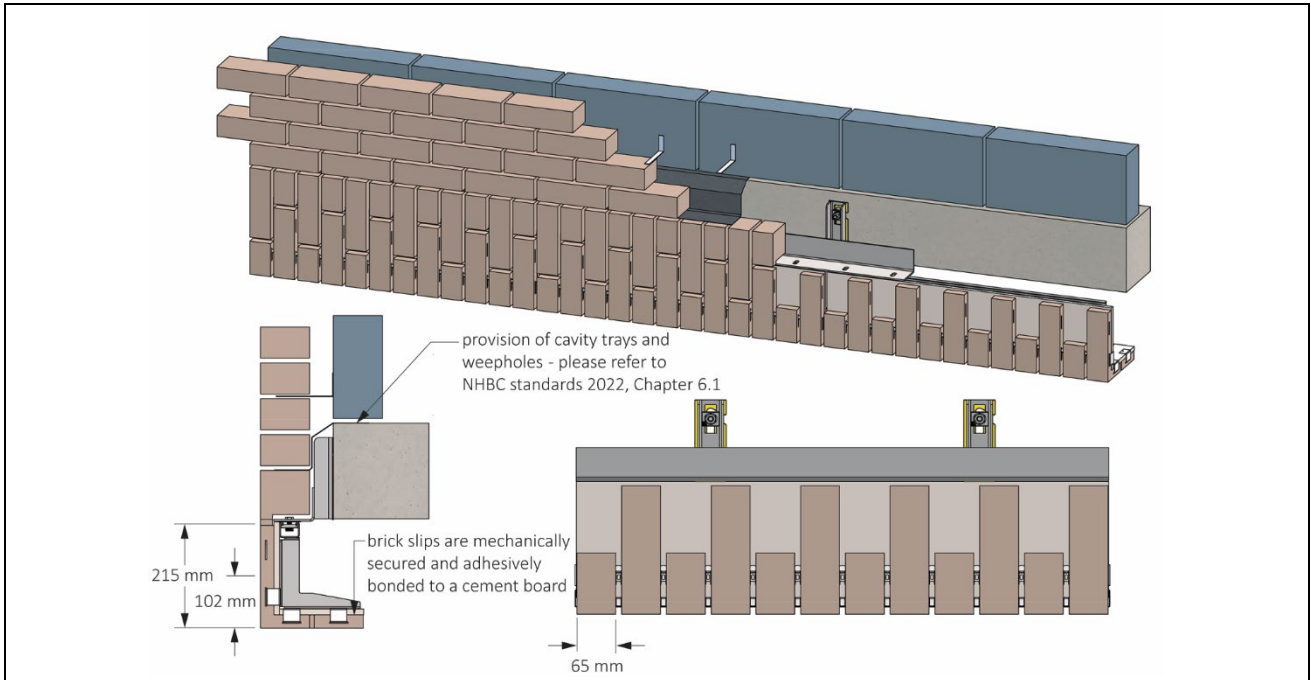 provision of cavity trays and
weepholes - please refer to
NHBC standards 2022, Chapter 6.1
brick slips are mechanically
secured and adhesively
bonded to a cement board
215 mm
102 mm
65 mm